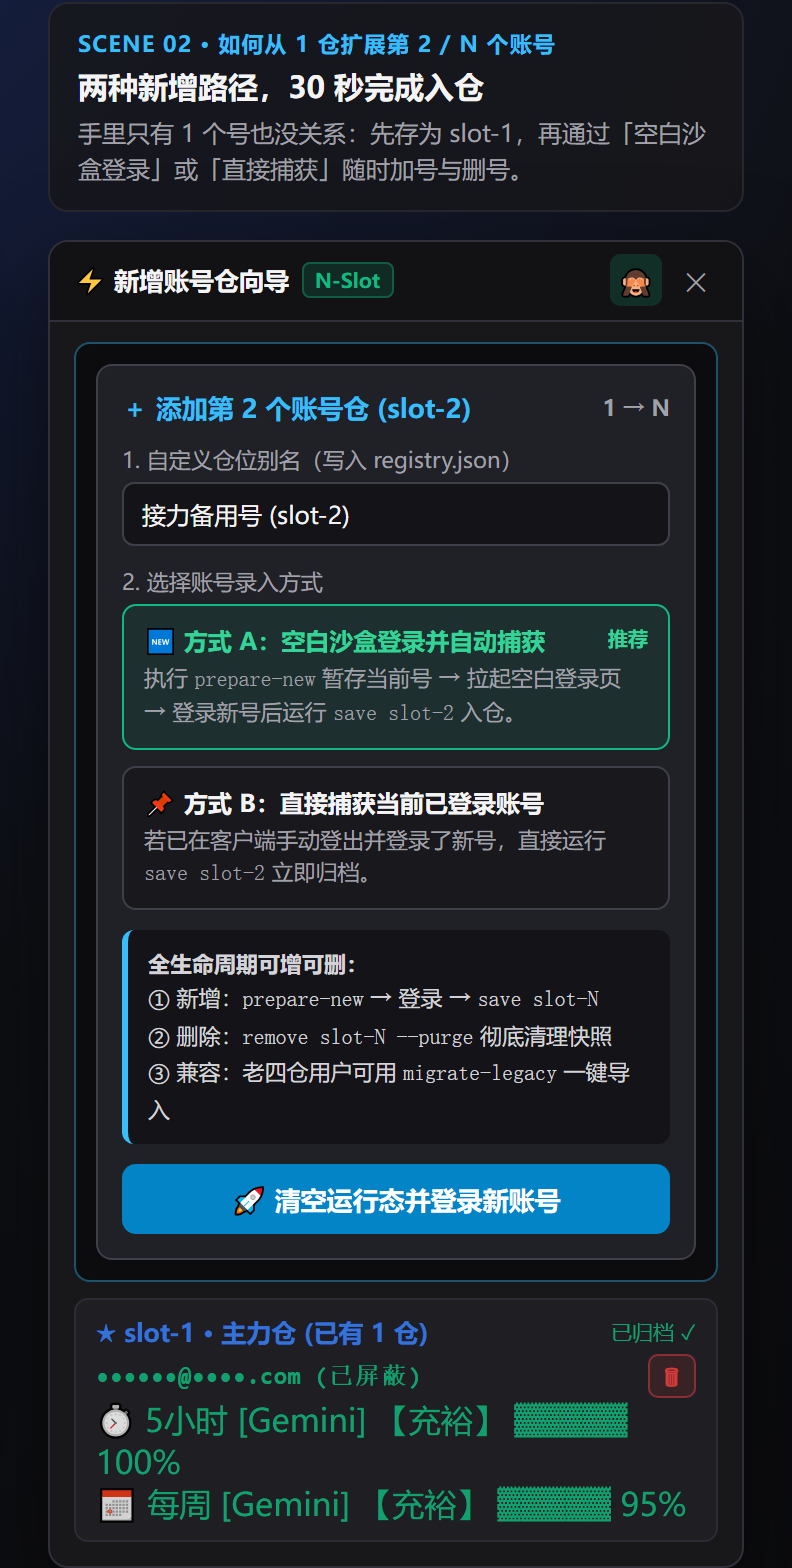 SCENE 02 • 如何从 1 仓扩展第 2 / N 个账号
两种新增路径，30 秒完成入仓
手里只有 1 个号也没关系：先存为 slot-1，再通过「空白沙
盒登录」或「直接捕获」随时加号与删号。
⚡ 新增账号仓向导 N-Slot 🙈 ×
+ 添加第 2 个账号仓 (slot-2) 1 → N
1. 自定义仓位别名（写入 registry.json）
接力备用号 (slot-2)
2. 选择账号录入方式
🆕 方式 A：空白沙盒登录并自动捕获 推荐
执行 prepare-new 暂存当前号 → 拉起空白登录页
→ 登录新号后运行 save slot-2 入仓。
📌 方式 B：直接捕获当前已登录账号
若已在客户端手动登出并登录了新号，直接运行
save slot-2 立即归档。
全生命周期可增可删：
① 新增：prepare-new → 登录 → save slot-N
② 删除：remove slot-N --purge 彻底清理快照
③ 兼容：老四仓用户可用 migrate-legacy 一键导
入
🚀 清空运行态并登录新账号
★ slot-1 • 主力仓 (已有 1 仓) 已归档 ✓
••••••@••••.com (已屏蔽)
⏱ 5小时 [Gemini] 【充裕】 ▓▓▓▓▓▓
100%
📅 每周 [Gemini] 【充裕】 ▓▓▓▓▓▓ 95%